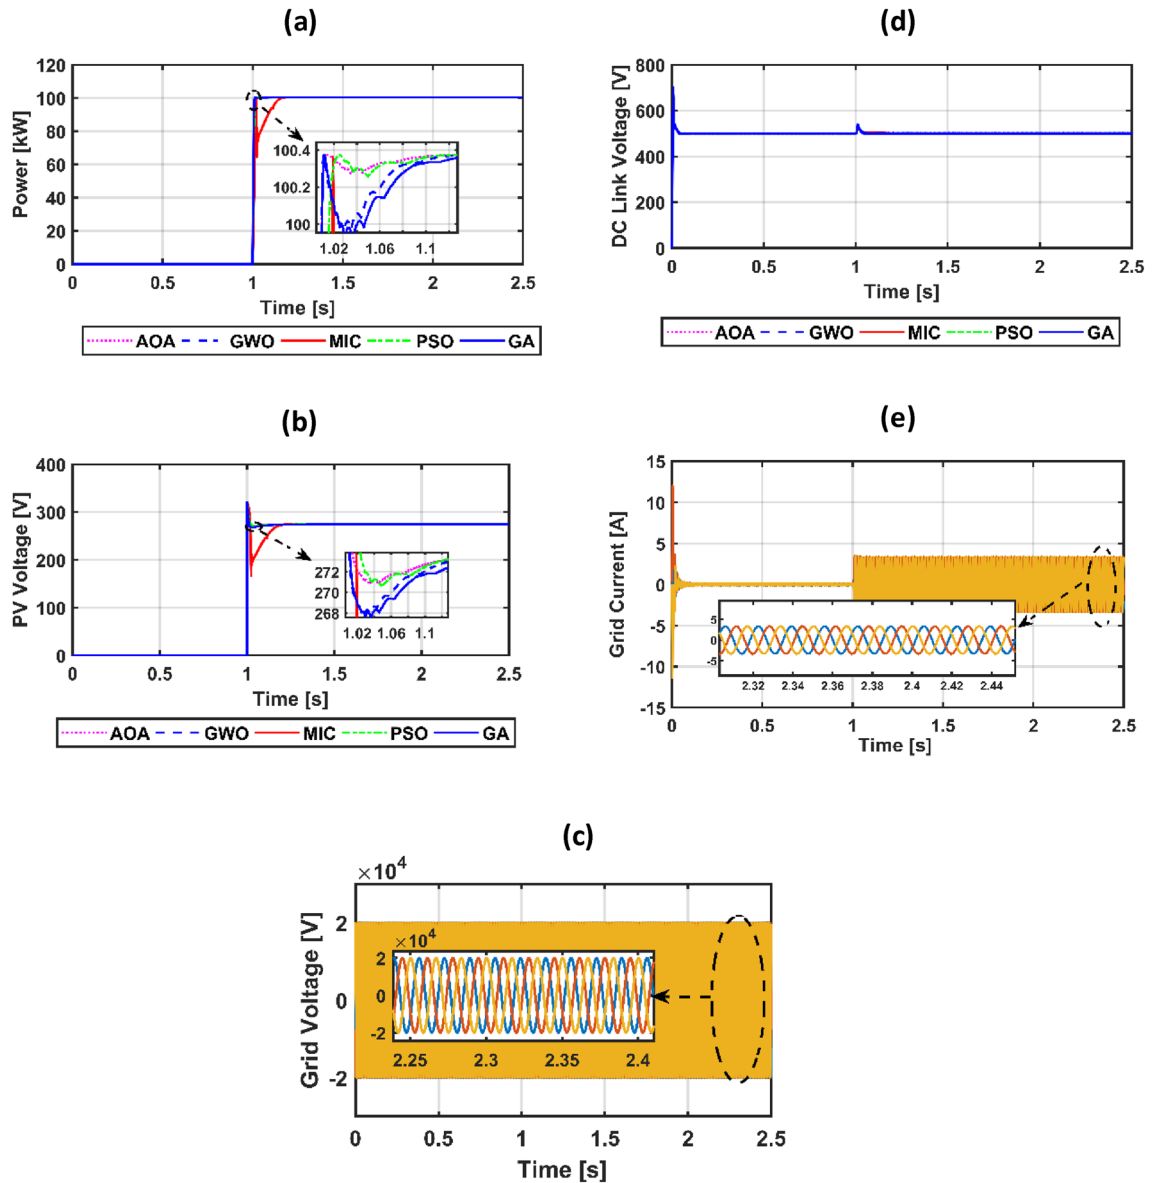 (a)
120
100
80
60
40
20
0
Power [kW]
100.4
100.2
100
1.02 1.06 1.1
0 0.5 1 1.5 2 2.5
Time [s]
AOA GWO MIC PSO GA
(d)
800
600
400
200
0
DC Link Voltage [V]
0 0.5 1 1.5 2 2.5
Time [s]
AOA GWO MIC PSO GA
(b)
400
300
200
100
0
PV Voltage [V]
272
270
268
1.02 1.06 1.1
0 0.5 1 1.5 2 2.5
Time [s]
AOA GWO MIC PSO GA
(e)
15
10
5
0
-5
-10
-15
Grid Current [A]
5
0
-5
2.32 2.34 2.36 2.38 2.4 2.42 2.44
0 0.5 1 1.5 2 2.5
Time [s]
(c)
×10⁴
2
0
-2
Grid Voltage [V]
×10⁴
2
0
-2
2.25 2.3 2.35 2.4
0 0.5 1 1.5 2 2.5
Time [s]